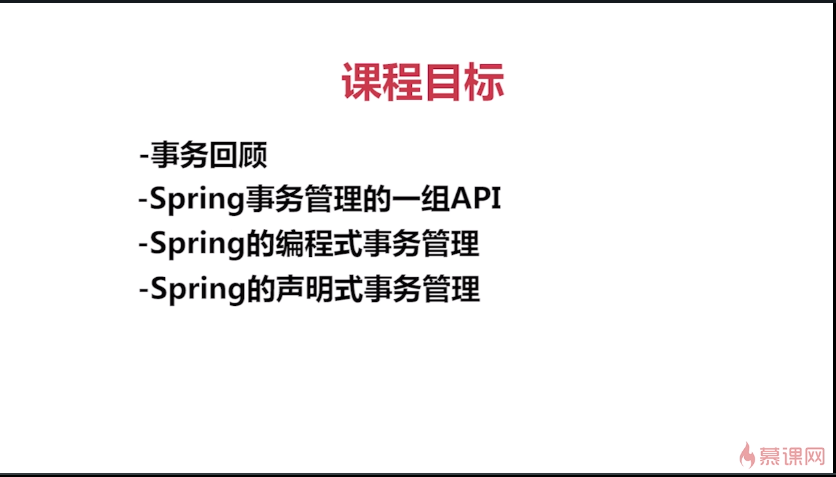 课程目标
-事务回顾
-Spring事务管理的一组API
-Spring的编程式事务管理
-Spring的声明式事务管理
慕课网